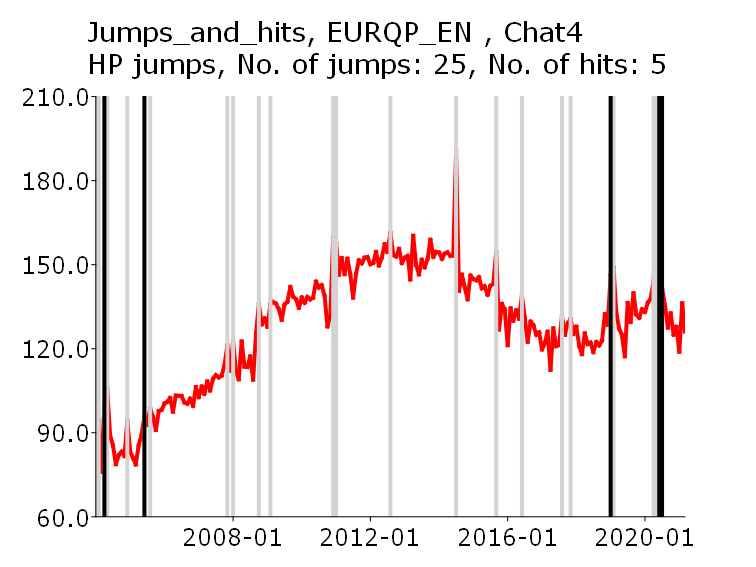 Jumps_and_hits, EURQP_EN , Chat4
HP jumps, No. of jumps: 25, No. of hits: 5
210.0
180.0
150.0
120.0
90.0
60.0
2008-01 2012-01 2016-01 2020-01